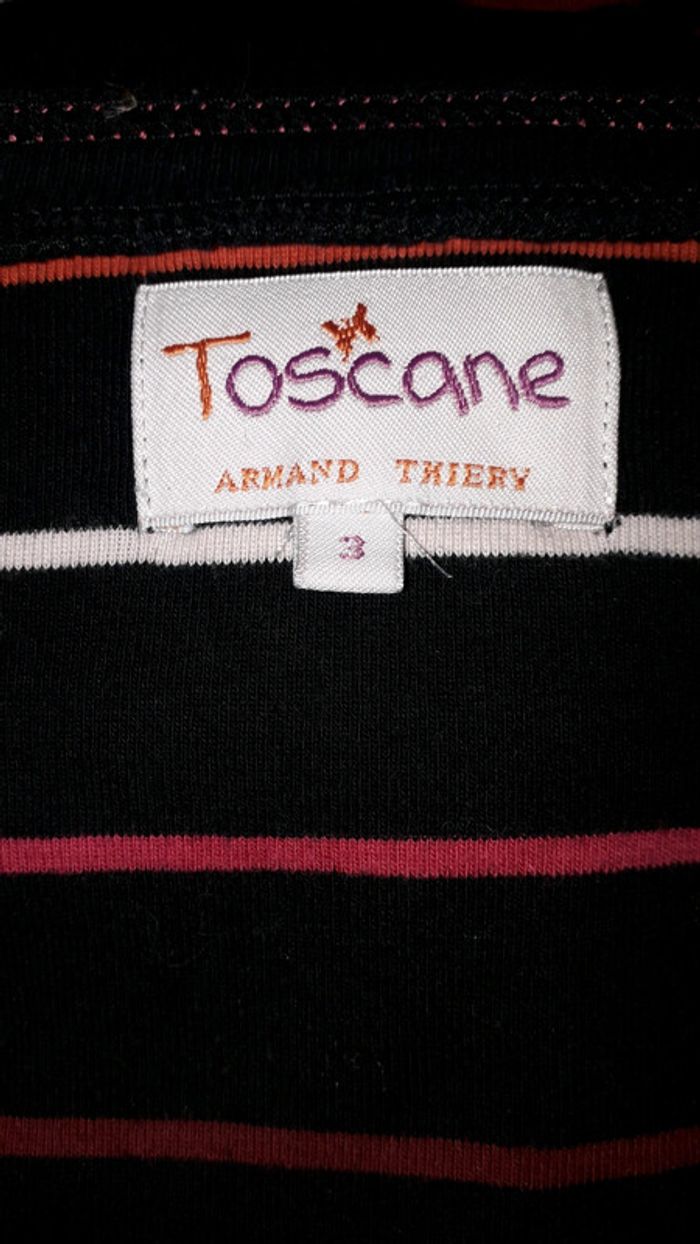 Toscane
ARMAND THIERY
3